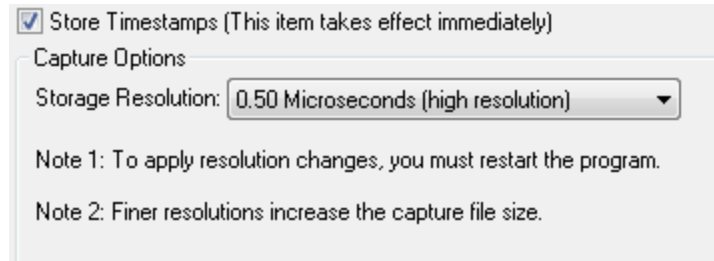 Store Timestamps (This item takes effect immediately)
Capture Options
Storage Resolution: 0.50 Microseconds (high resolution)
Note 1: To apply resolution changes, you must restart the program.
Note 2: Finer resolutions increase the capture file size.